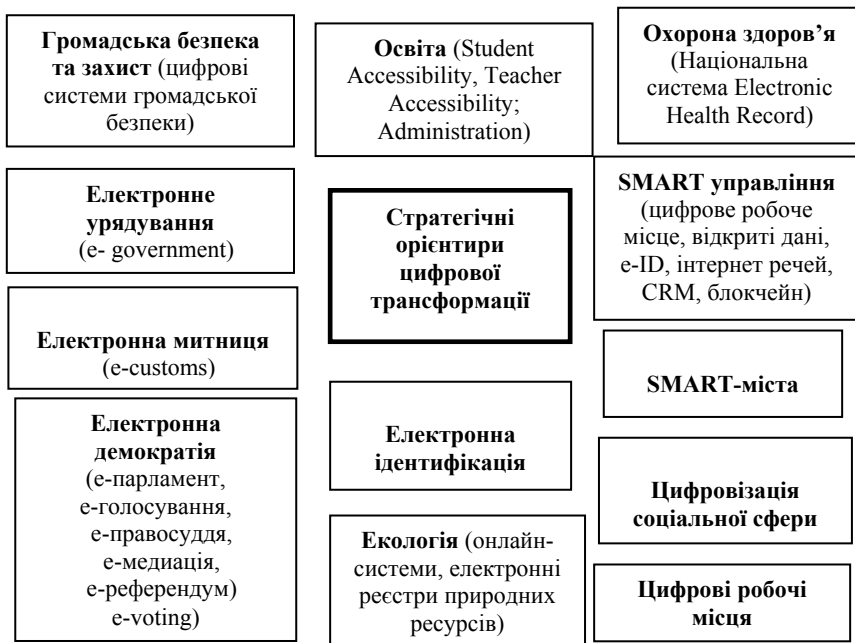 Громадська безпека
та захист (цифрові
системи громадської
безпеки)
Освіта (Student
Accessibility, Teacher
Accessibility;
Administration)
Охорона здоров’я
(Національна
система Electronic
Health Record)
Електронне
урядування
(e- government)
Стратегічні
орієнтири
цифрової
трансформації
SMART управління
(цифрове робоче
місце, відкриті дані,
e-ID, інтернет речей,
CRM, блокчейн)
Електронна митниця
(e-customs)
SMART-міста
Електронна
демократія
(е-парламент,
е-голосування,
е-правосуддя,
е-медиація,
е-референдум)
e-voting)
Електронна
ідентифікація
Цифровізація
соціальної сфери
Екологія (онлайн-
системи, електронні
реєстри природних
ресурсів)
Цифрові робочі
місця